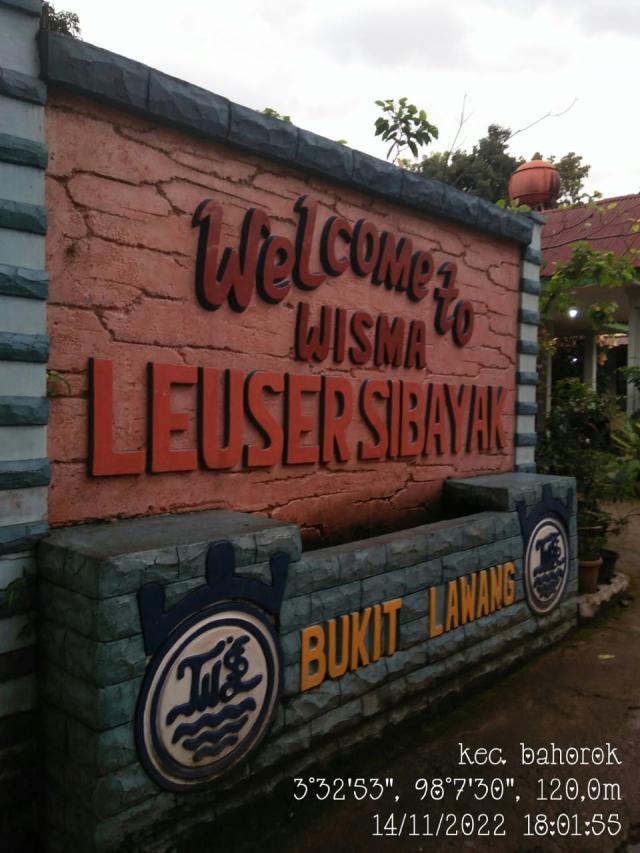 Welcome to
WISMA
LEUSER SIBAYAK
BUKIT LAWANG
kec. bahorok
3°32'53", 98°7'30", 120,0m
14/11/2022 18:01:55